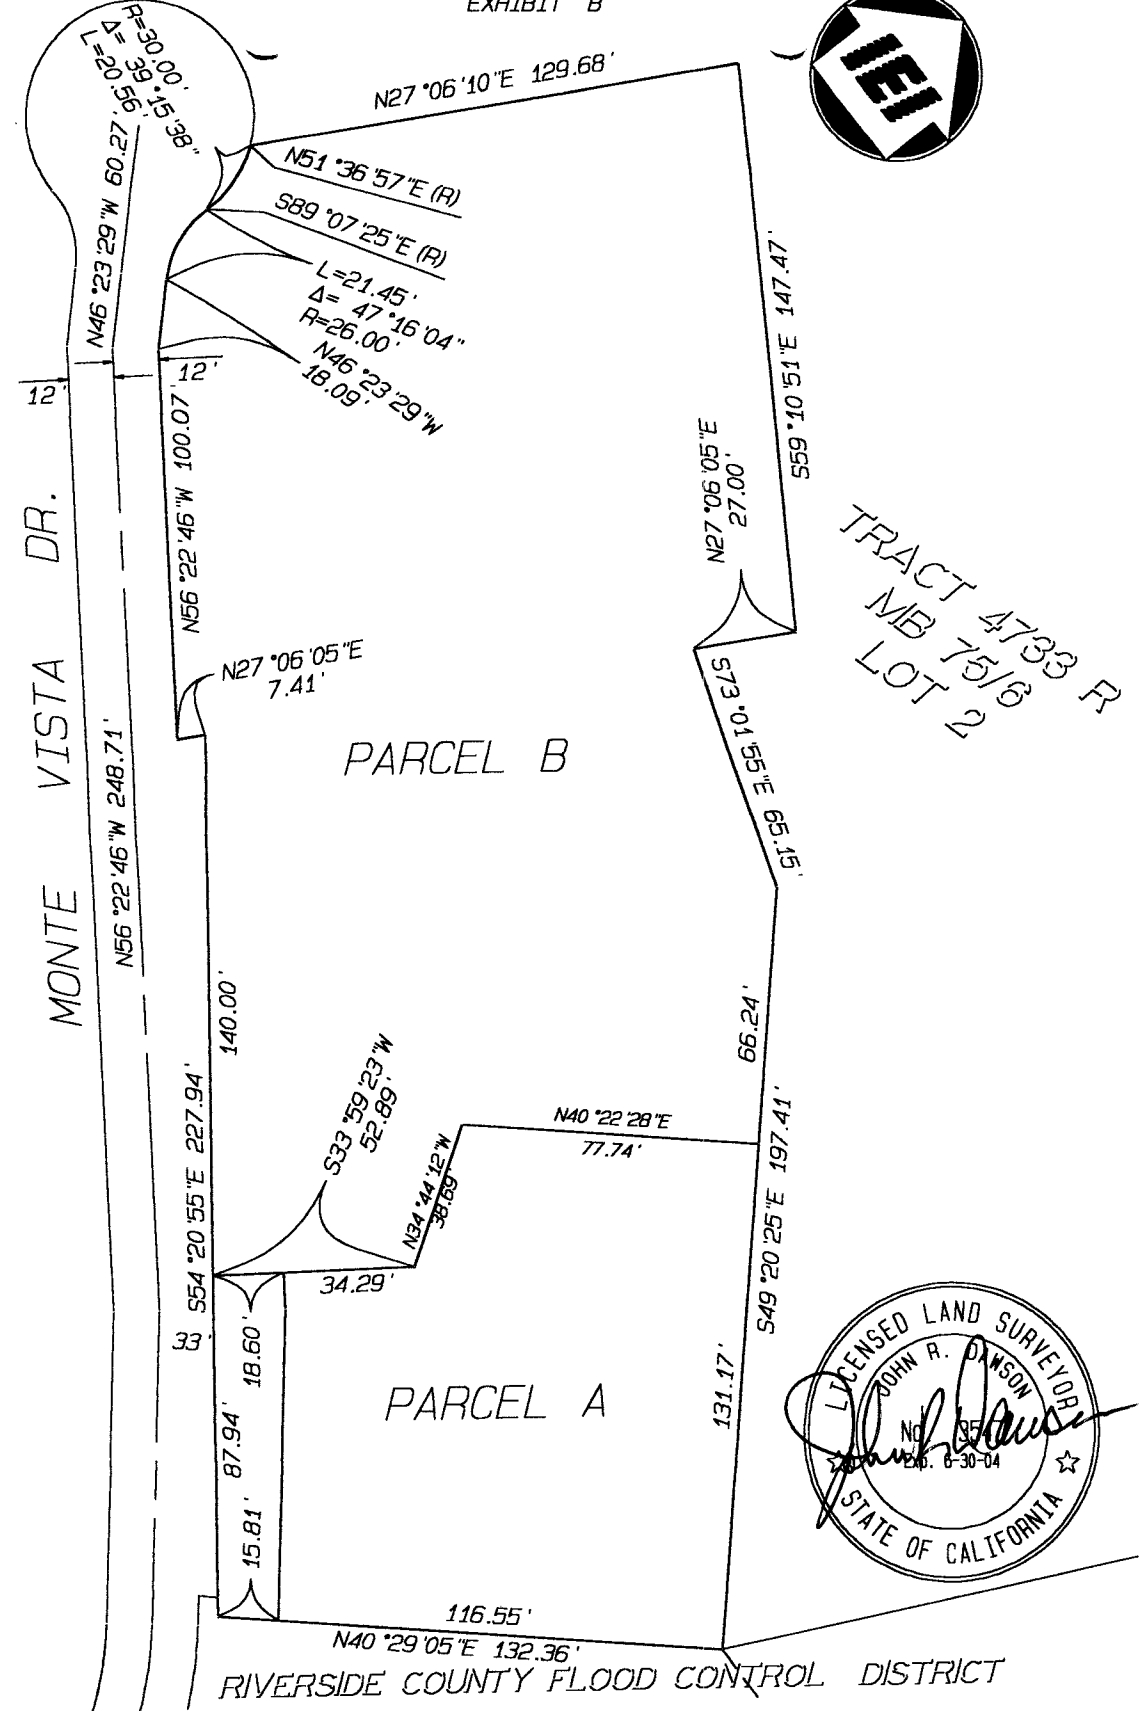 EXHIBIT "B"
R=30.00'
Δ= 39°15'38"
L=20.56'
N46°23'29"W 60.27'
N27°06'10"E 129.68'
IEI
N51°36'57"E (R)
S89°07'25"E (R)
L=21.45'
Δ= 47°16'04"
R=26.00'
N46°23'29"W
18.09'
12'
12'
N56°22'46"W 100.07'
S59°10'51"E 147.47'
N27°06'05"E
27.00'
TRACT 4733 R
MB 75/6
LOT 2
MONTE VISTA DR.
N56°22'46"W 248.71'
N27°06'05"E
7.41'
PARCEL B
S73°01'55"E 65.15'
140.00'
66.24'
S54°20'55"E 227.94'
S33°59'23"W
52.89'
N34°44'12"W
38.69'
N40°22'28"E
77.74'
S49°20'25"E 197.41'
34.29'
33'
18.60'
87.94'
15.81'
PARCEL A
131.17'
LICENSED LAND SURVEYOR
JOHN R. DAWSON
No.
Exp. 6-30-04
STATE OF CALIFORNIA
116.55'
N40°29'05"E 132.36'
RIVERSIDE COUNTY FLOOD CONTROL DISTRICT